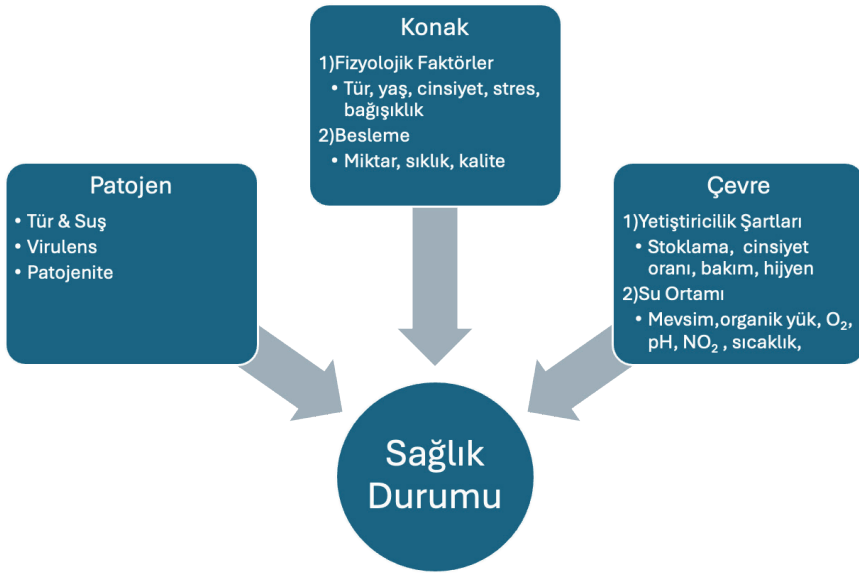 Konak
1)Fizyolojik Faktörler
• Tür, yaş, cinsiyet, stres,
bağışıklık
2)Besleme
• Miktar, sıklık, kalite
Patojen
• Tür & Suş
• Virulens
• Patojenite
Çevre
1)Yetiştiricilik Şartları
• Stoklama, cinsiyet
oranı, bakım, hijyen
2)Su Ortamı
• Mevsim,organik yük, O₂,
pH, NO₂ , sıcaklık,
Sağlık
Durumu